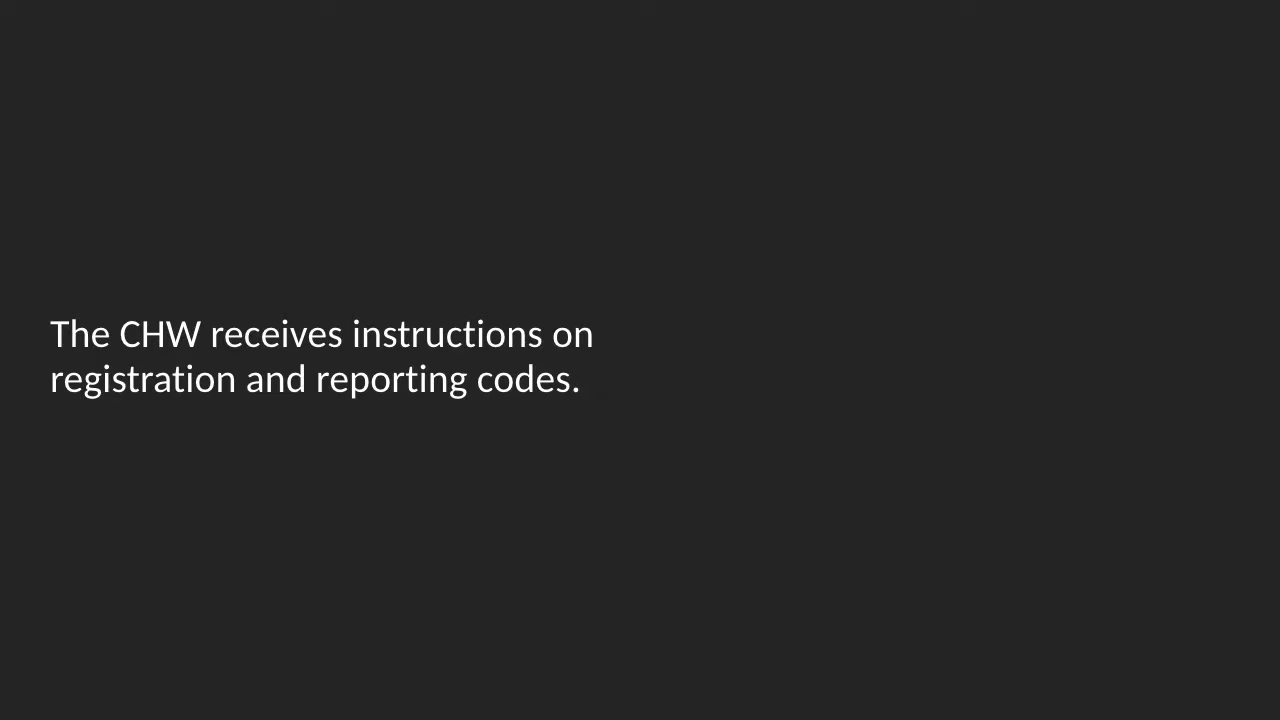 The CHW receives instructions on
registration and reporting codes.